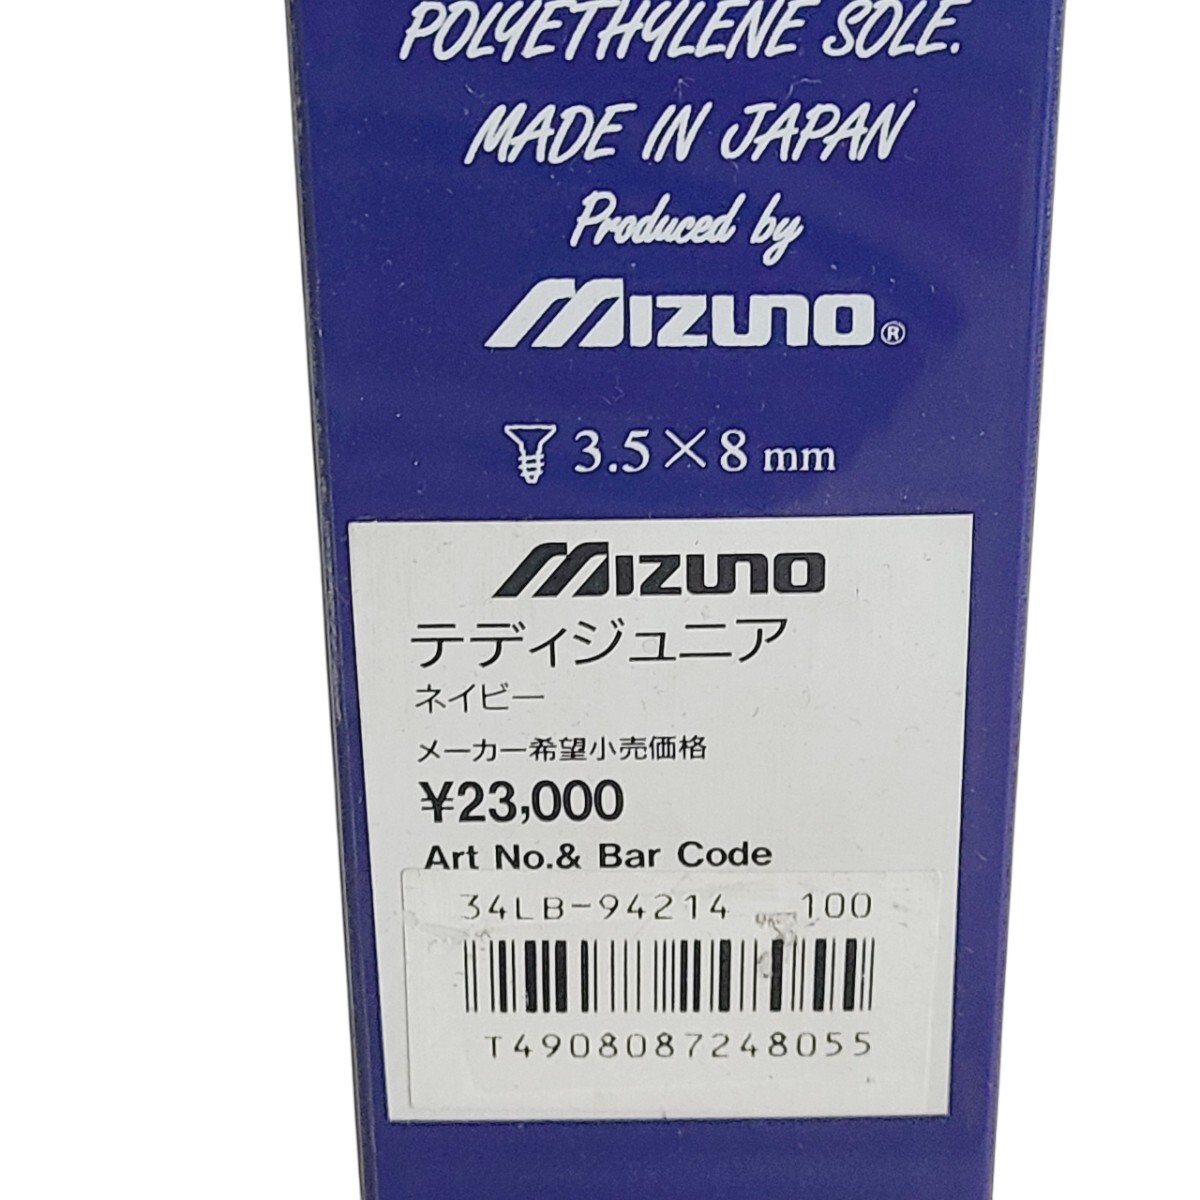 POLYETHYLENE SOLE.
MADE IN JAPAN
Produced by
MIZUNO®
3.5×8mm
MIZUNO
テディジュニア
ネイビー
メーカー希望小売価格
¥23,000
Art No.& Bar Code
34LB-94214 100
T4908087248055